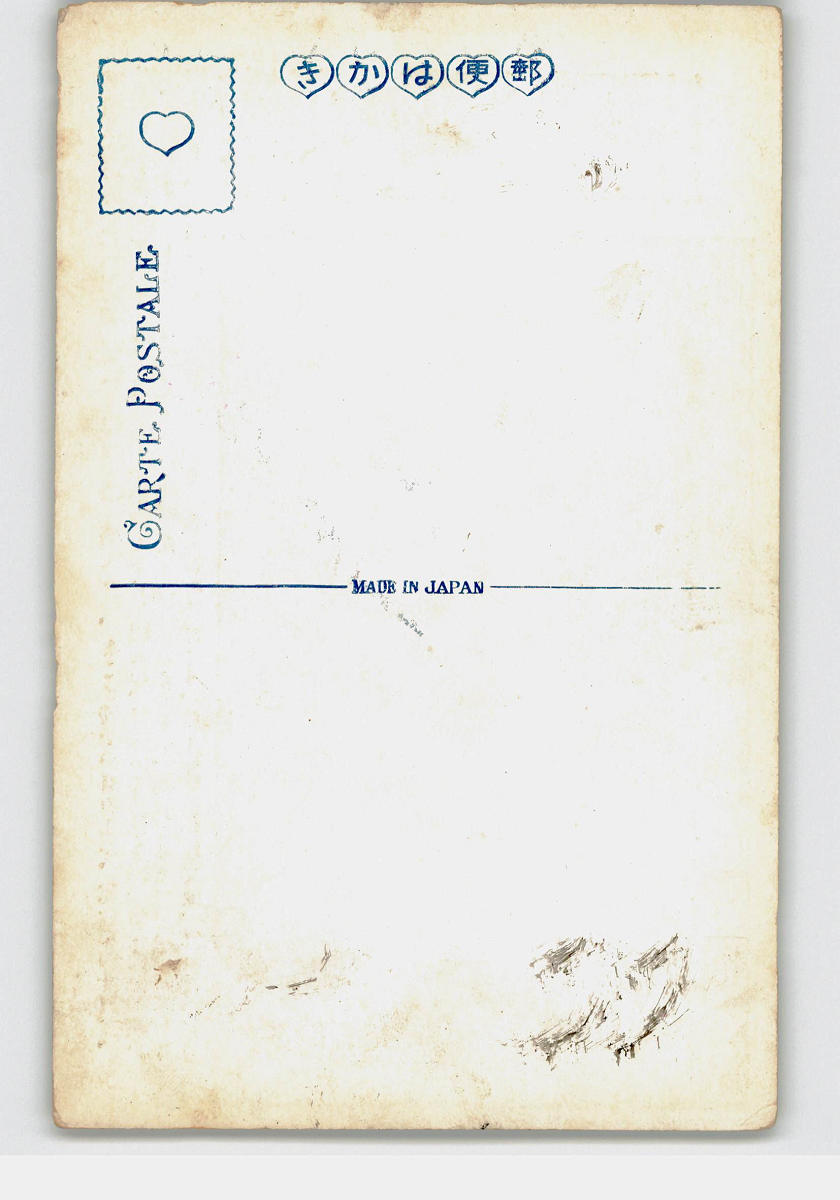 きかは便郵
CARTE POSTALE
MADE IN JAPAN